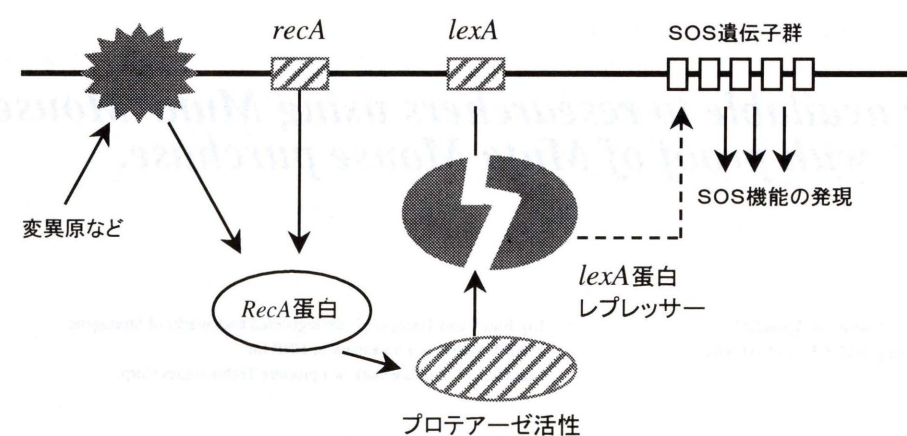 recA
lexA
SOS遺伝子群
SOS機能の発現
変異原など
lexA蛋白
レプレッサー
RecA蛋白
プロテアーゼ活性